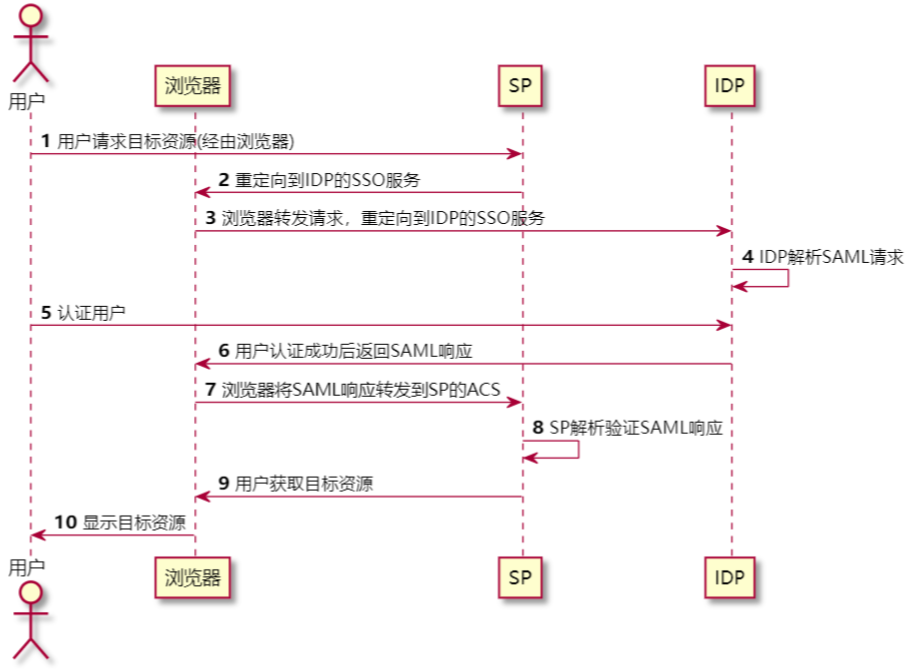 用户
浏览器
SP
IDP
1 用户请求目标资源(经由浏览器)
2 重定向到IDP的SSO服务
3 浏览器转发请求，重定向到IDP的SSO服务
4 IDP解析SAML请求
5 认证用户
6 用户认证成功后返回SAML响应
7 浏览器将SAML响应转发到SP的ACS
8 SP解析验证SAML响应
9 用户获取目标资源
10 显示目标资源
用户
浏览器
SP
IDP